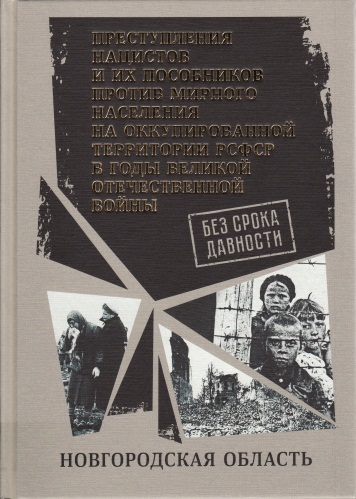 ПРЕСТУПЛЕНИЯ
НАЦИСТОВ
И ИХ ПОСОБНИКОВ
ПРОТИВ МИРНОГО
НАСЕЛЕНИЯ
НА ОККУПИРОВАННОЙ
ТЕРРИТОРИИ РСФСР
В ГОДЫ ВЕЛИКОЙ
ОТЕЧЕСТВЕННОЙ
ВОЙНЫ
БЕЗ СРОКА
ДАВНОСТИ
НОВГОРОДСКАЯ ОБЛАСТЬ